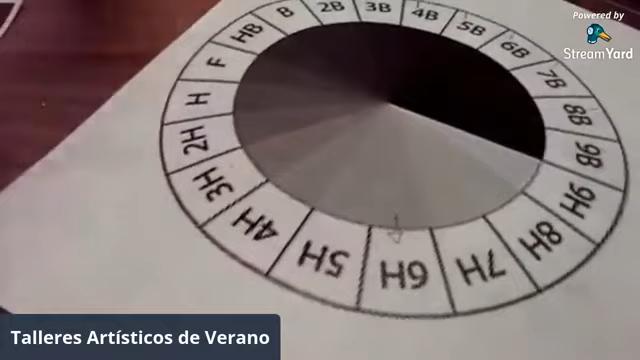 Powered by
StreamYard
HB
B
2B
3B
4B
5B
6B
7B
8B
9B
9H
8H
7H
6H
5H
4H
3H
2H
H
F
Talleres Artísticos de Verano